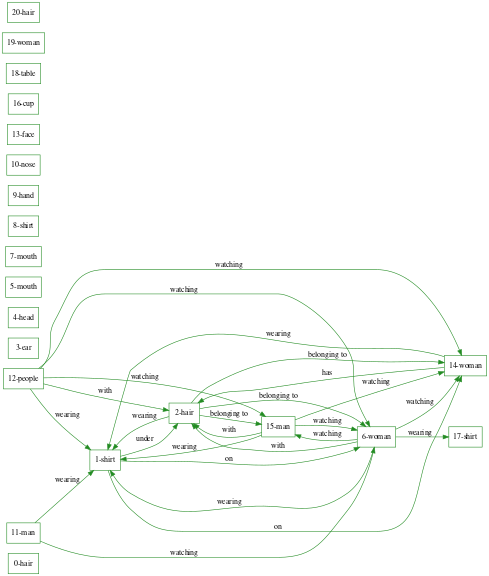 20-hair
19-woman
18-table
16-cup
13-face
10-nose
9-hand
8-shirt
7-mouth
5-mouth
4-head
3-ear
watching
watching
wearing
belonging to
has
14-woman
12-people
watching
with
watching
belonging to
2-hair
belonging to
wearing
wearing
15-man
watching
watching
with
watching
6-woman
wearing
17-shirt
under
wearing
with
1-shirt
on
wearing
wearing
on
11-man
watching
0-hair